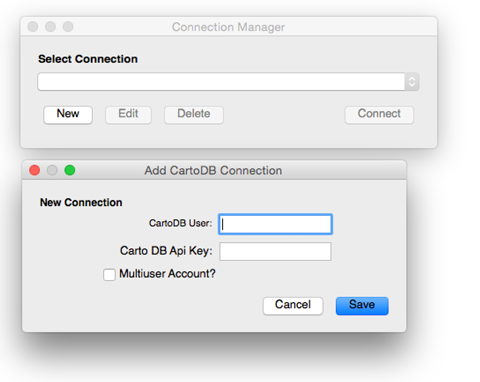 Connection Manager
Select Connection
New Edit Delete Connect
Add CartoDB Connection
New Connection
CartoDB User:
Carto DB Api Key:
Multiuser Account?
Cancel Save